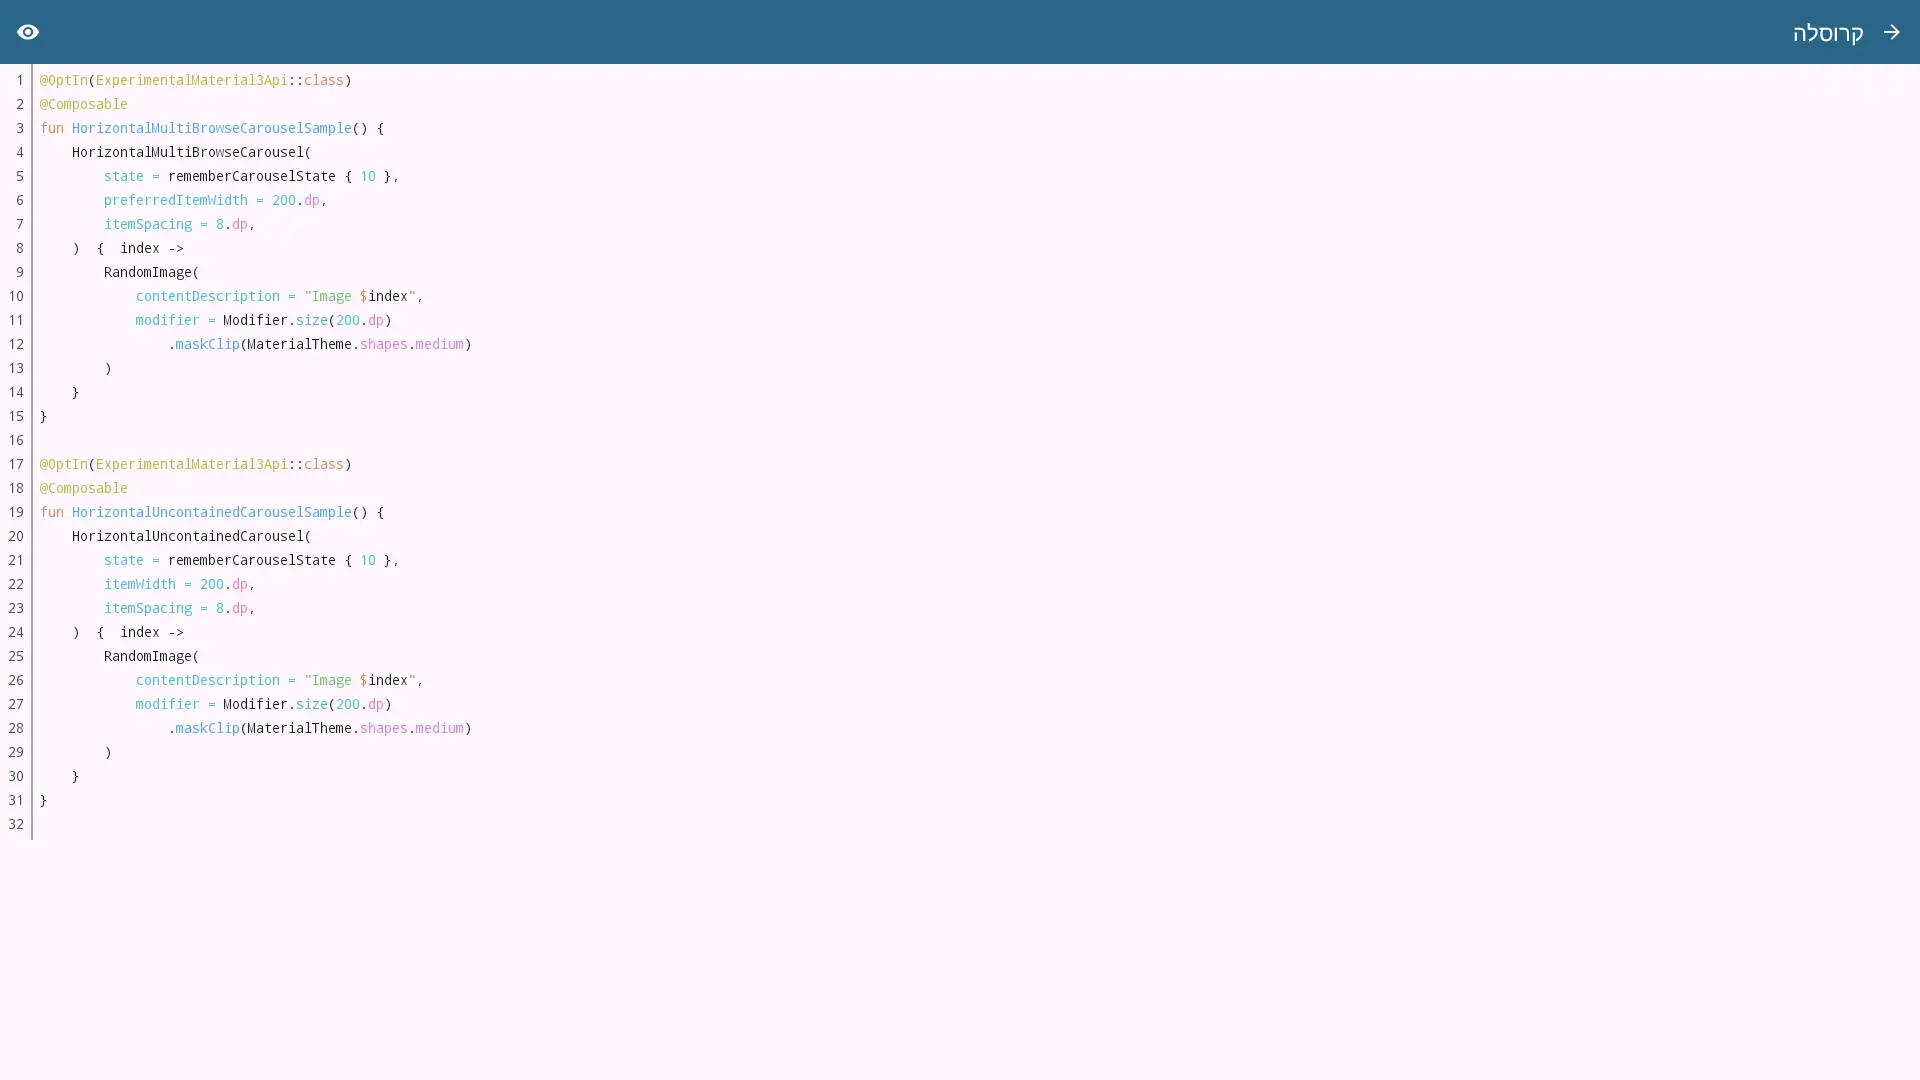 קרוסלה
1 @OptIn(ExperimentalMaterial3Api::class)
2 @Composable
3 fun HorizontalMultiBrowseCarouselSample() {
4     HorizontalMultiBrowseCarousel(
5         state = rememberCarouselState { 10 },
6         preferredItemWidth = 200.dp,
7         itemSpacing = 8.dp,
8     )  {  index ->
9         RandomImage(
10             contentDescription = "Image $index",
11             modifier = Modifier.size(200.dp)
12                 .maskClip(MaterialTheme.shapes.medium)
13         )
14     }
15 }
16
17 @OptIn(ExperimentalMaterial3Api::class)
18 @Composable
19 fun HorizontalUncontainedCarouselSample() {
20     HorizontalUncontainedCarousel(
21         state = rememberCarouselState { 10 },
22         itemWidth = 200.dp,
23         itemSpacing = 8.dp,
24     )  {  index ->
25         RandomImage(
26             contentDescription = "Image $index",
27             modifier = Modifier.size(200.dp)
28                 .maskClip(MaterialTheme.shapes.medium)
29         )
30     }
31 }
32